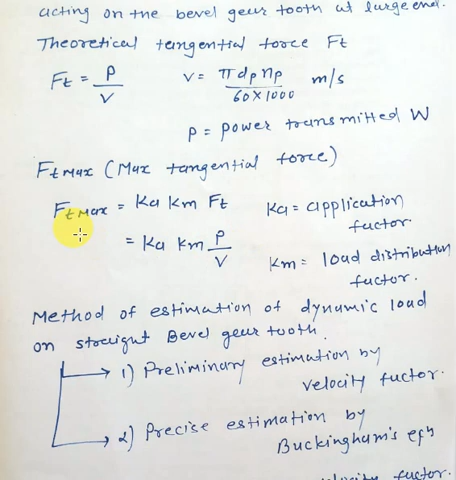 acting on the bevel gear tooth at large end.
Theoretical tangential force Ft
Ft = P/V    V = πdpnp/60×1000 m/s
P = power transmitted W
Ftmax (Max tangential force)
Ftmax = Ka Km Ft    Ka = application
factor.
= Ka Km P/V    Km = load distribution
factor.
Method of estimation of dynamic load
on straight Bevel gear tooth.
1) Preliminary estimation by
velocity factor.
2) Precise estimation by
Buckingham's eqn
velocity factor.